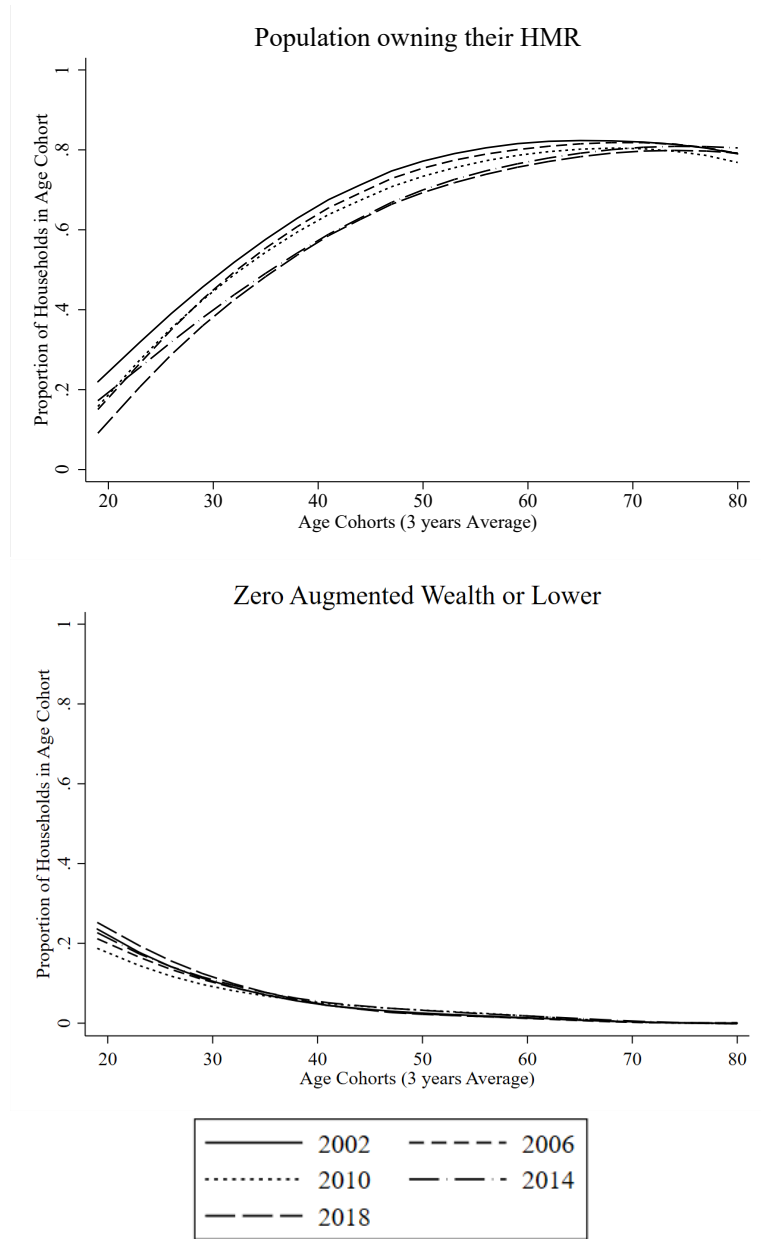 Population owning their HMR
Proportion of Households in Age Cohort
1
.8
.6
.4
.2
0
20 30 40 50 60 70 80
Age Cohorts (3 years Average)
Zero Augmented Wealth or Lower
Proportion of Households in Age Cohort
1
.8
.6
.4
.2
0
20 30 40 50 60 70 80
Age Cohorts (3 years Average)
2002 2006
2010 2014
2018